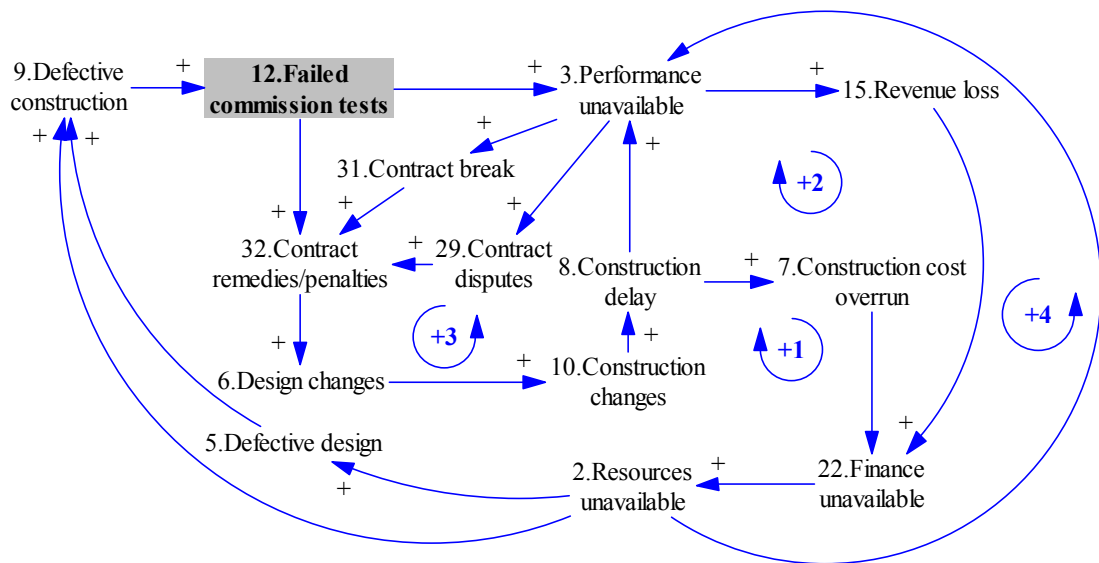 9.Defective
construction
+
12.Failed
commission tests
+
3.Performance
unavailable
+
15.Revenue loss
+
+
+
+
31.Contract break
+
+2
+
+
+
32.Contract
remedies/penalties
+
29.Contract
disputes
8.Construction
delay
+
7.Construction cost
overrun
+3
+1
+4
+
+
6.Design changes
+
10.Construction
changes
5.Defective design
+
+
2.Resources
unavailable
+
22.Finance
unavailable